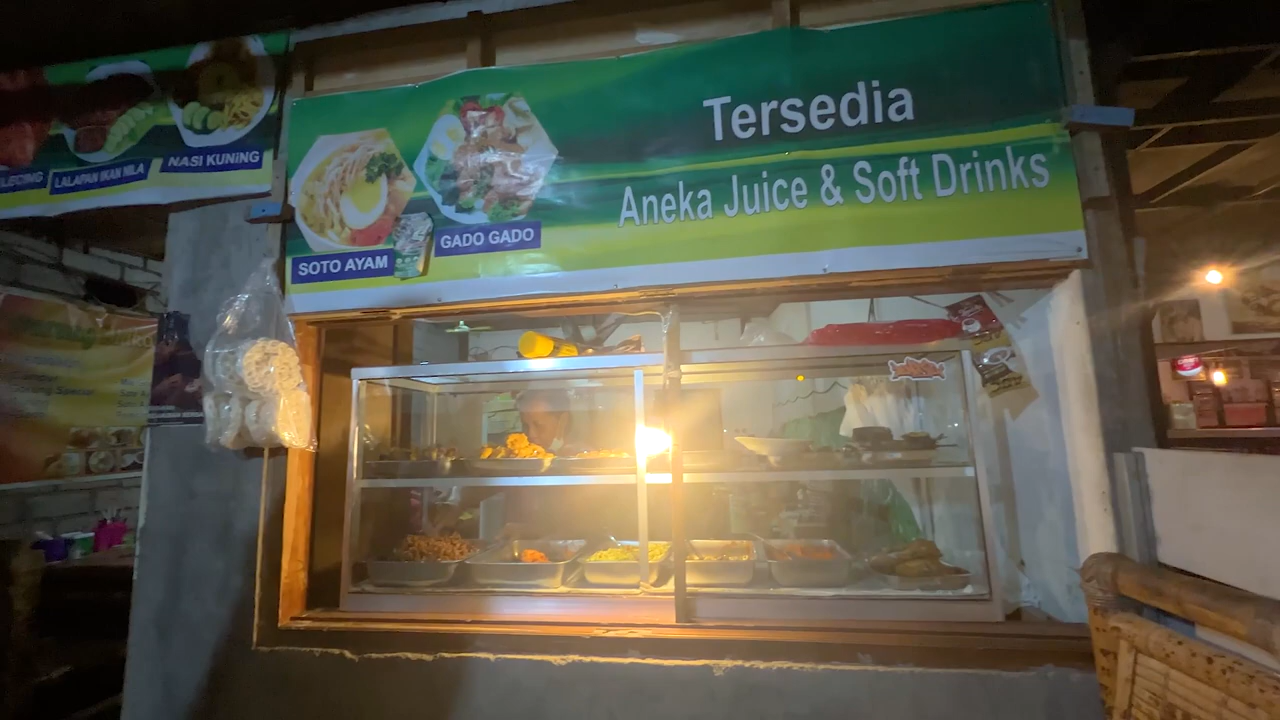 LALAPAN IKAN NILA
NASI KUNING
SOTO AYAM
GADO GADO
Tersedia
Aneka Juice & Soft Drinks